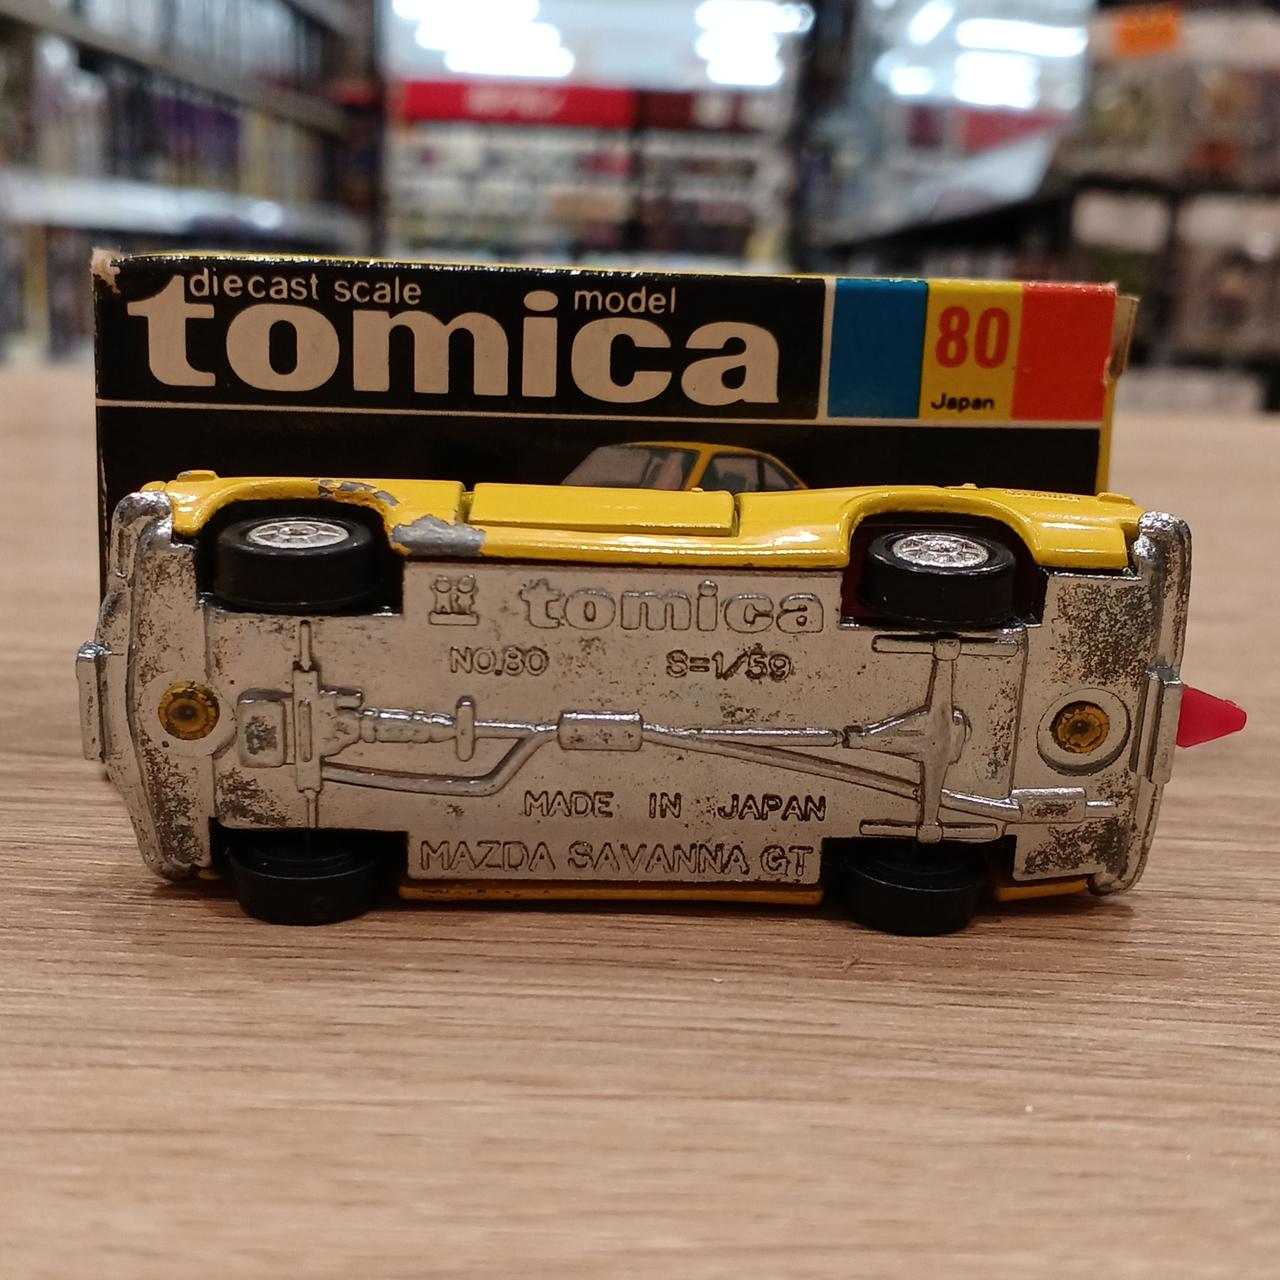 diecast scale model
tomica
80
Japan
tomica
NO.80 S=1/59
MADE IN JAPAN
MAZDA SAVANNA GT